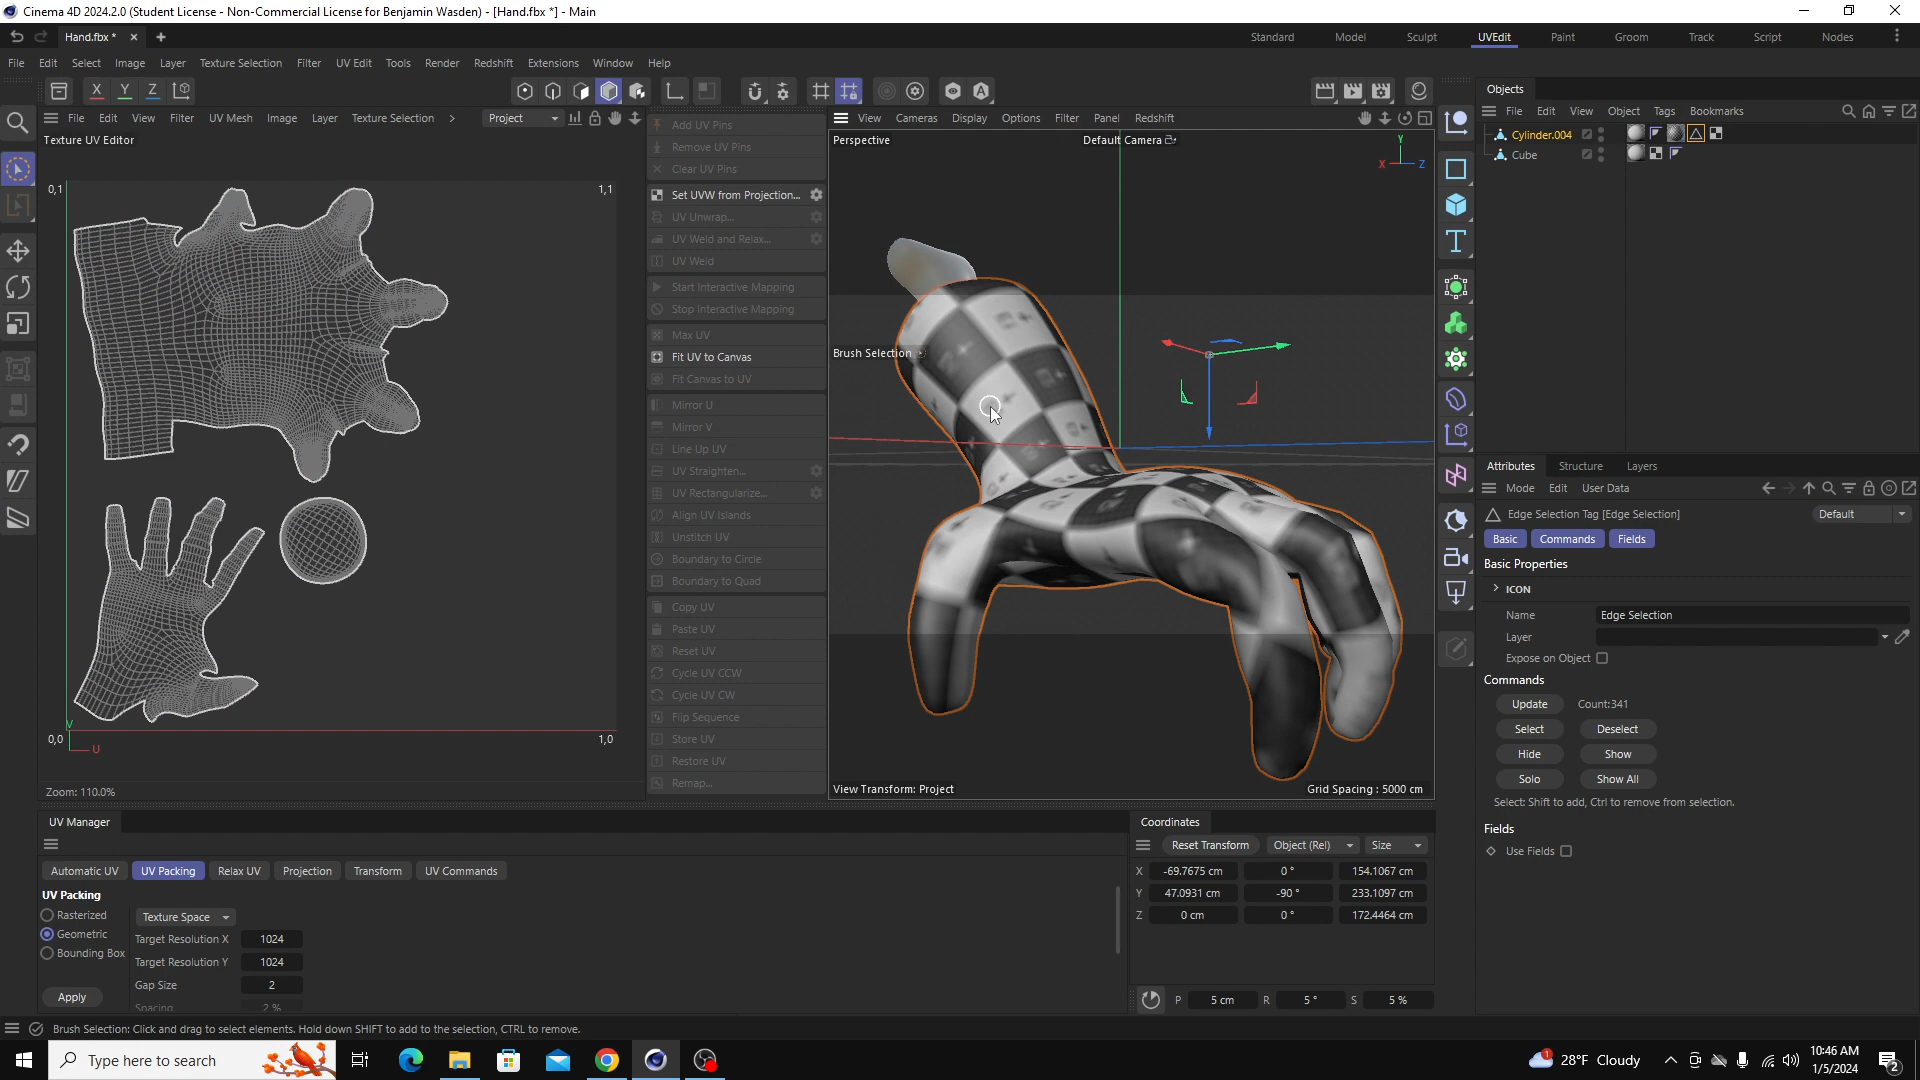 Cinema 4D 2024.2.0 (Student License - Non-Commercial License for Benjamin Wasden) - [Hand.fbx *] - Main
Hand.fbx *
Standard Model Sculpt UVEdit Paint Groom Track Script Nodes
File Edit Select Image Layer Texture Selection Filter UV Edit Tools Render Redshift Extensions Window Help
X Y Z
Objects
File Edit View Object Tags Bookmarks
File Edit View Filter UV Mesh Image Layer Texture Selection > Project
Texture UV Editor
0,1 1,1
0,0 V U 1,0
Zoom: 110.0%
Add UV Pins
Remove UV Pins
Clear UV Pins
Set UVW from Projection...
UV Unwrap...
UV Weld and Relax...
UV Weld
Start Interactive Mapping
Stop Interactive Mapping
Max UV
Fit UV to Canvas
Fit Canvas to UV
Mirror U
Mirror V
Line Up UV
UV Straighten...
UV Rectangularize...
Align UV Islands
Unstitch UV
Boundary to Circle
Boundary to Quad
Copy UV
Paste UV
Reset UV
Cycle UV CCW
Cycle UV CW
Flip Sequence
Store UV
Restore UV
Remap...
View Cameras Display Options Filter Panel Redshift
Perspective Default Camera
Y X Z
Brush Selection
View Transform: Project Grid Spacing : 5000 cm
Cylinder.004
Cube
Attributes Structure Layers
Mode Edit User Data
Edge Selection Tag [Edge Selection] Default
Basic Commands Fields
Basic Properties
ICON
Name Edge Selection
Layer
Expose on Object
Commands
Update Count:341
Select Deselect
Hide Show
Solo Show All
Select: Shift to add, Ctrl to remove from selection.
Fields
Use Fields
UV Manager
Automatic UV UV Packing Relax UV Projection Transform UV Commands
UV Packing
Rasterized Texture Space
Geometric Target Resolution X 1024
Bounding Box Target Resolution Y 1024
Gap Size 2
Apply Spacing 2 %
Coordinates
Reset Transform Object (Rel) Size
X -69.7675 cm 0 ° 154.1067 cm
Y 47.0931 cm -90 ° 233.1097 cm
Z 0 cm 0 ° 172.4464 cm
P 5 cm R 5 ° S 5 %
Brush Selection: Click and drag to select elements. Hold down SHIFT to add to the selection, CTRL to remove.
Type here to search
1 28°F Cloudy
10:46 AM
1/5/2024
2